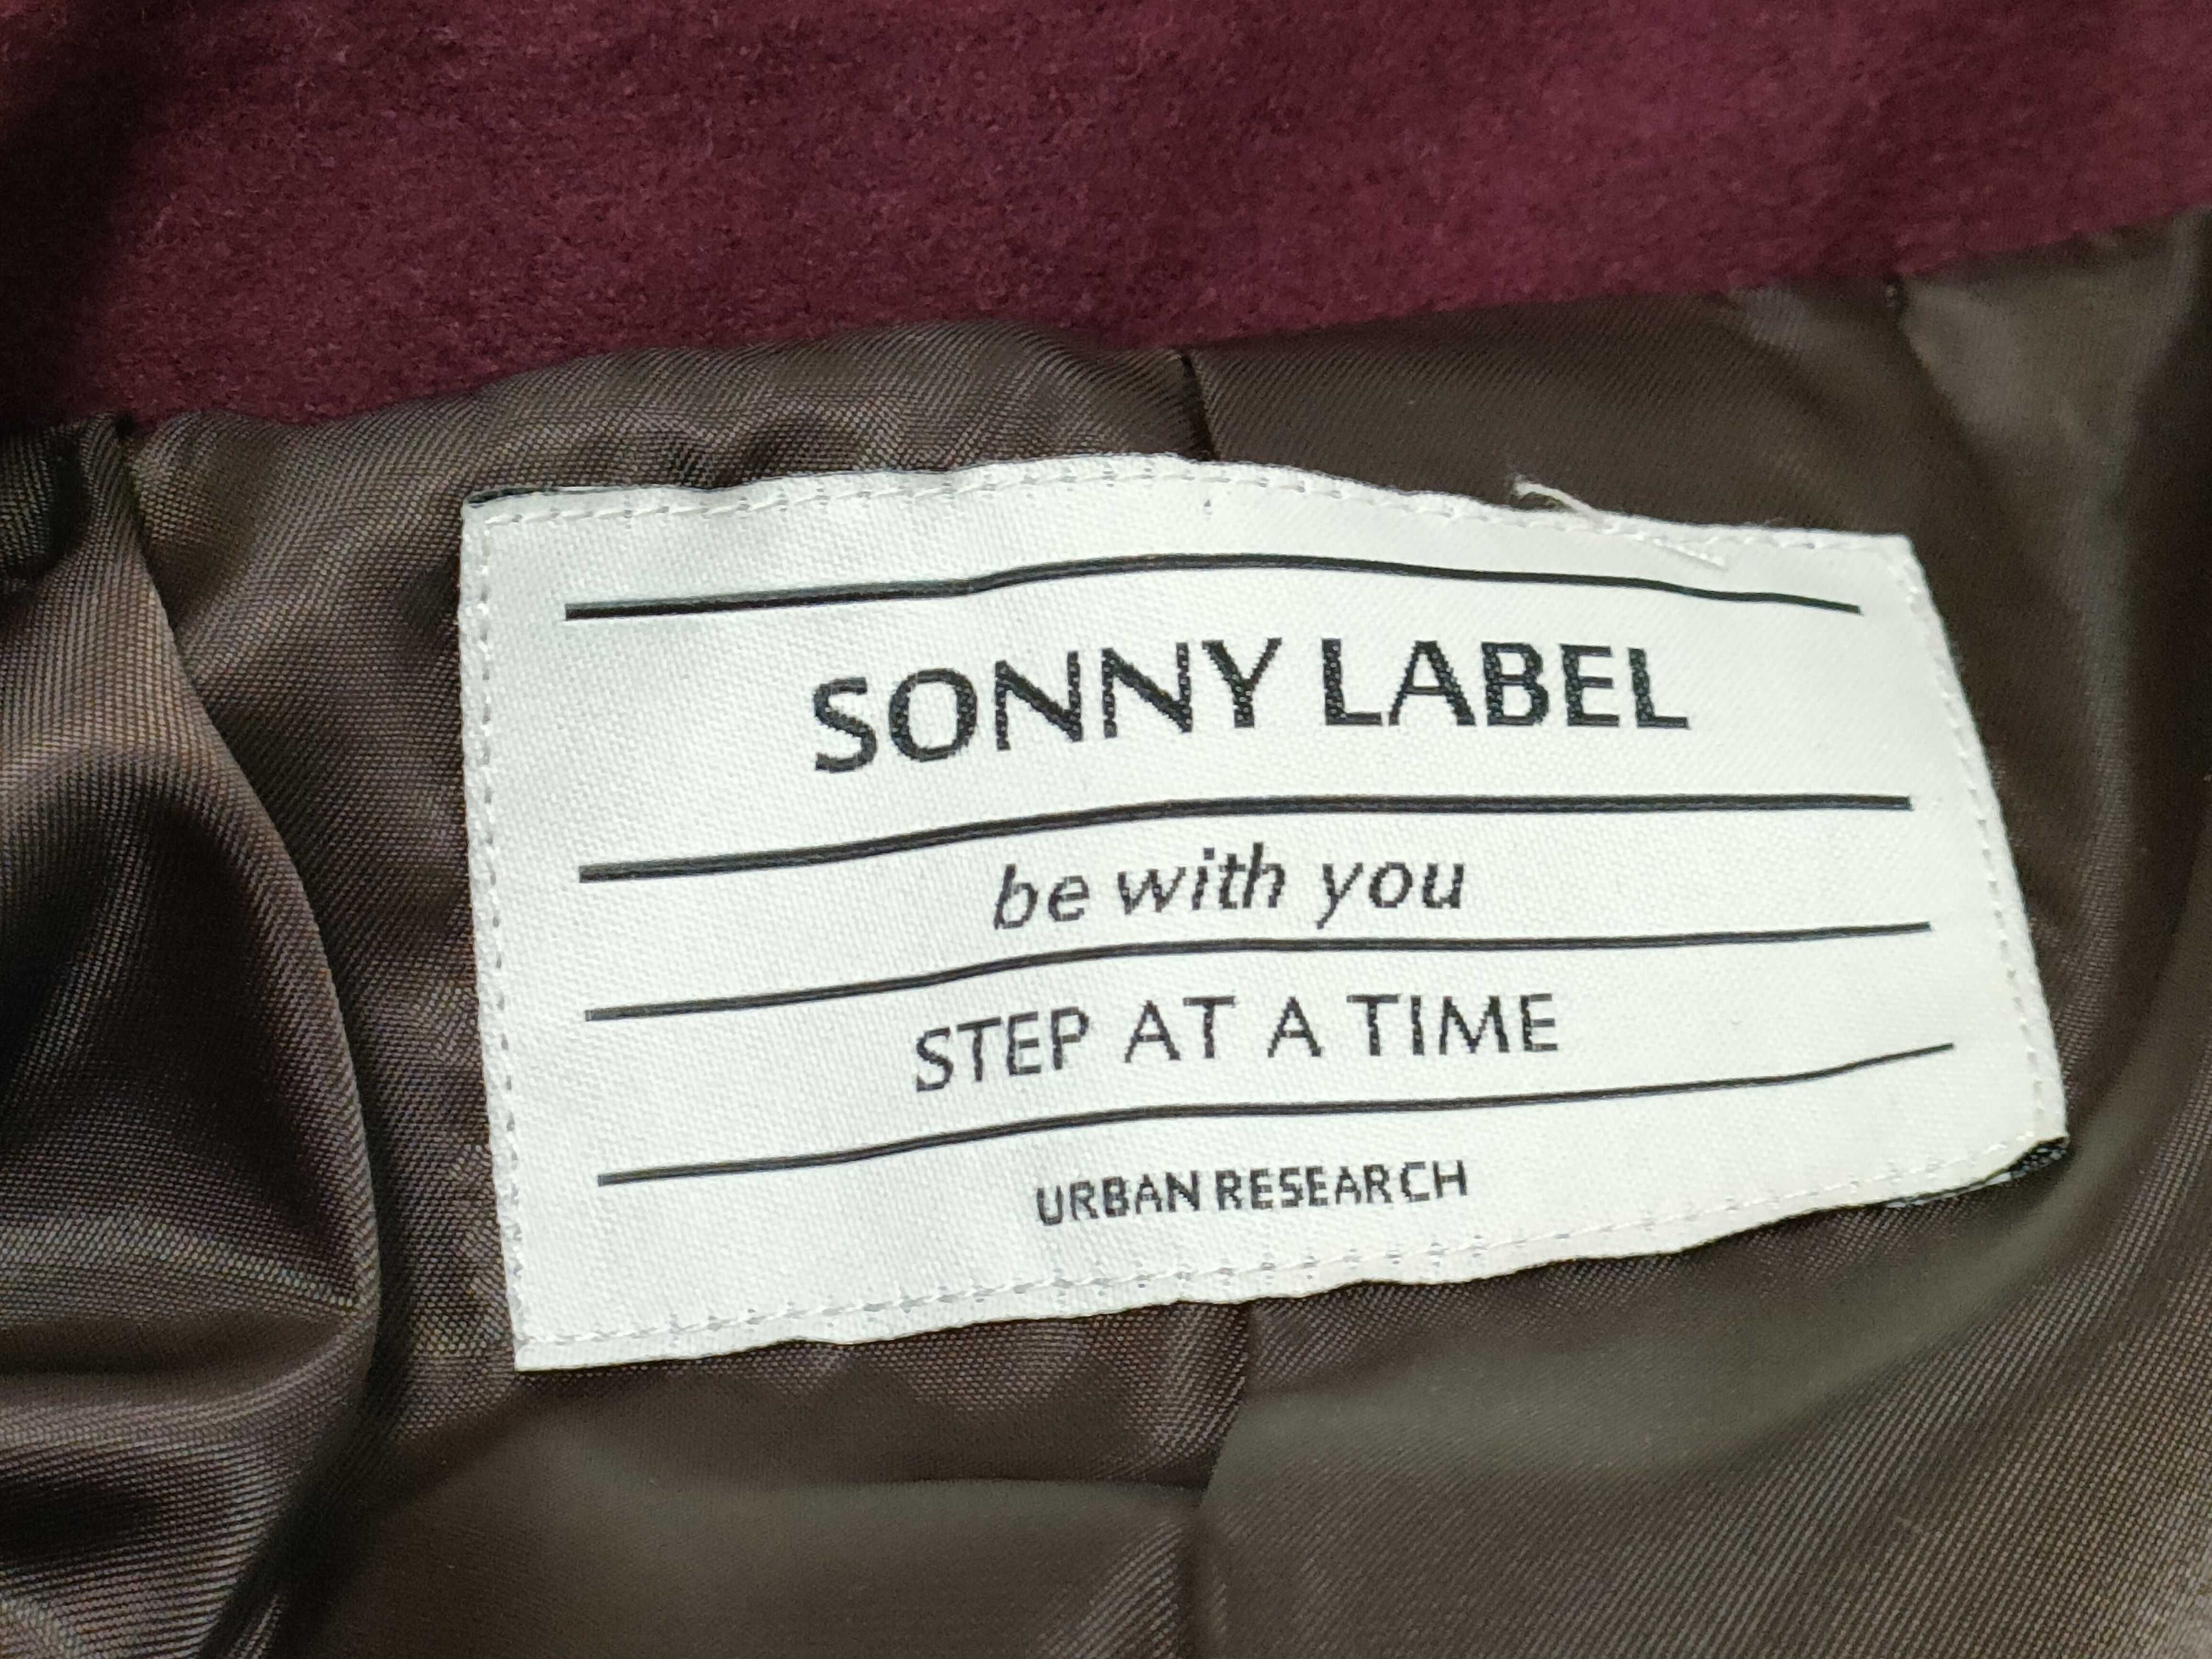 SONNY LABEL
be with you
STEP AT A TIME
URBAN RESEARCH